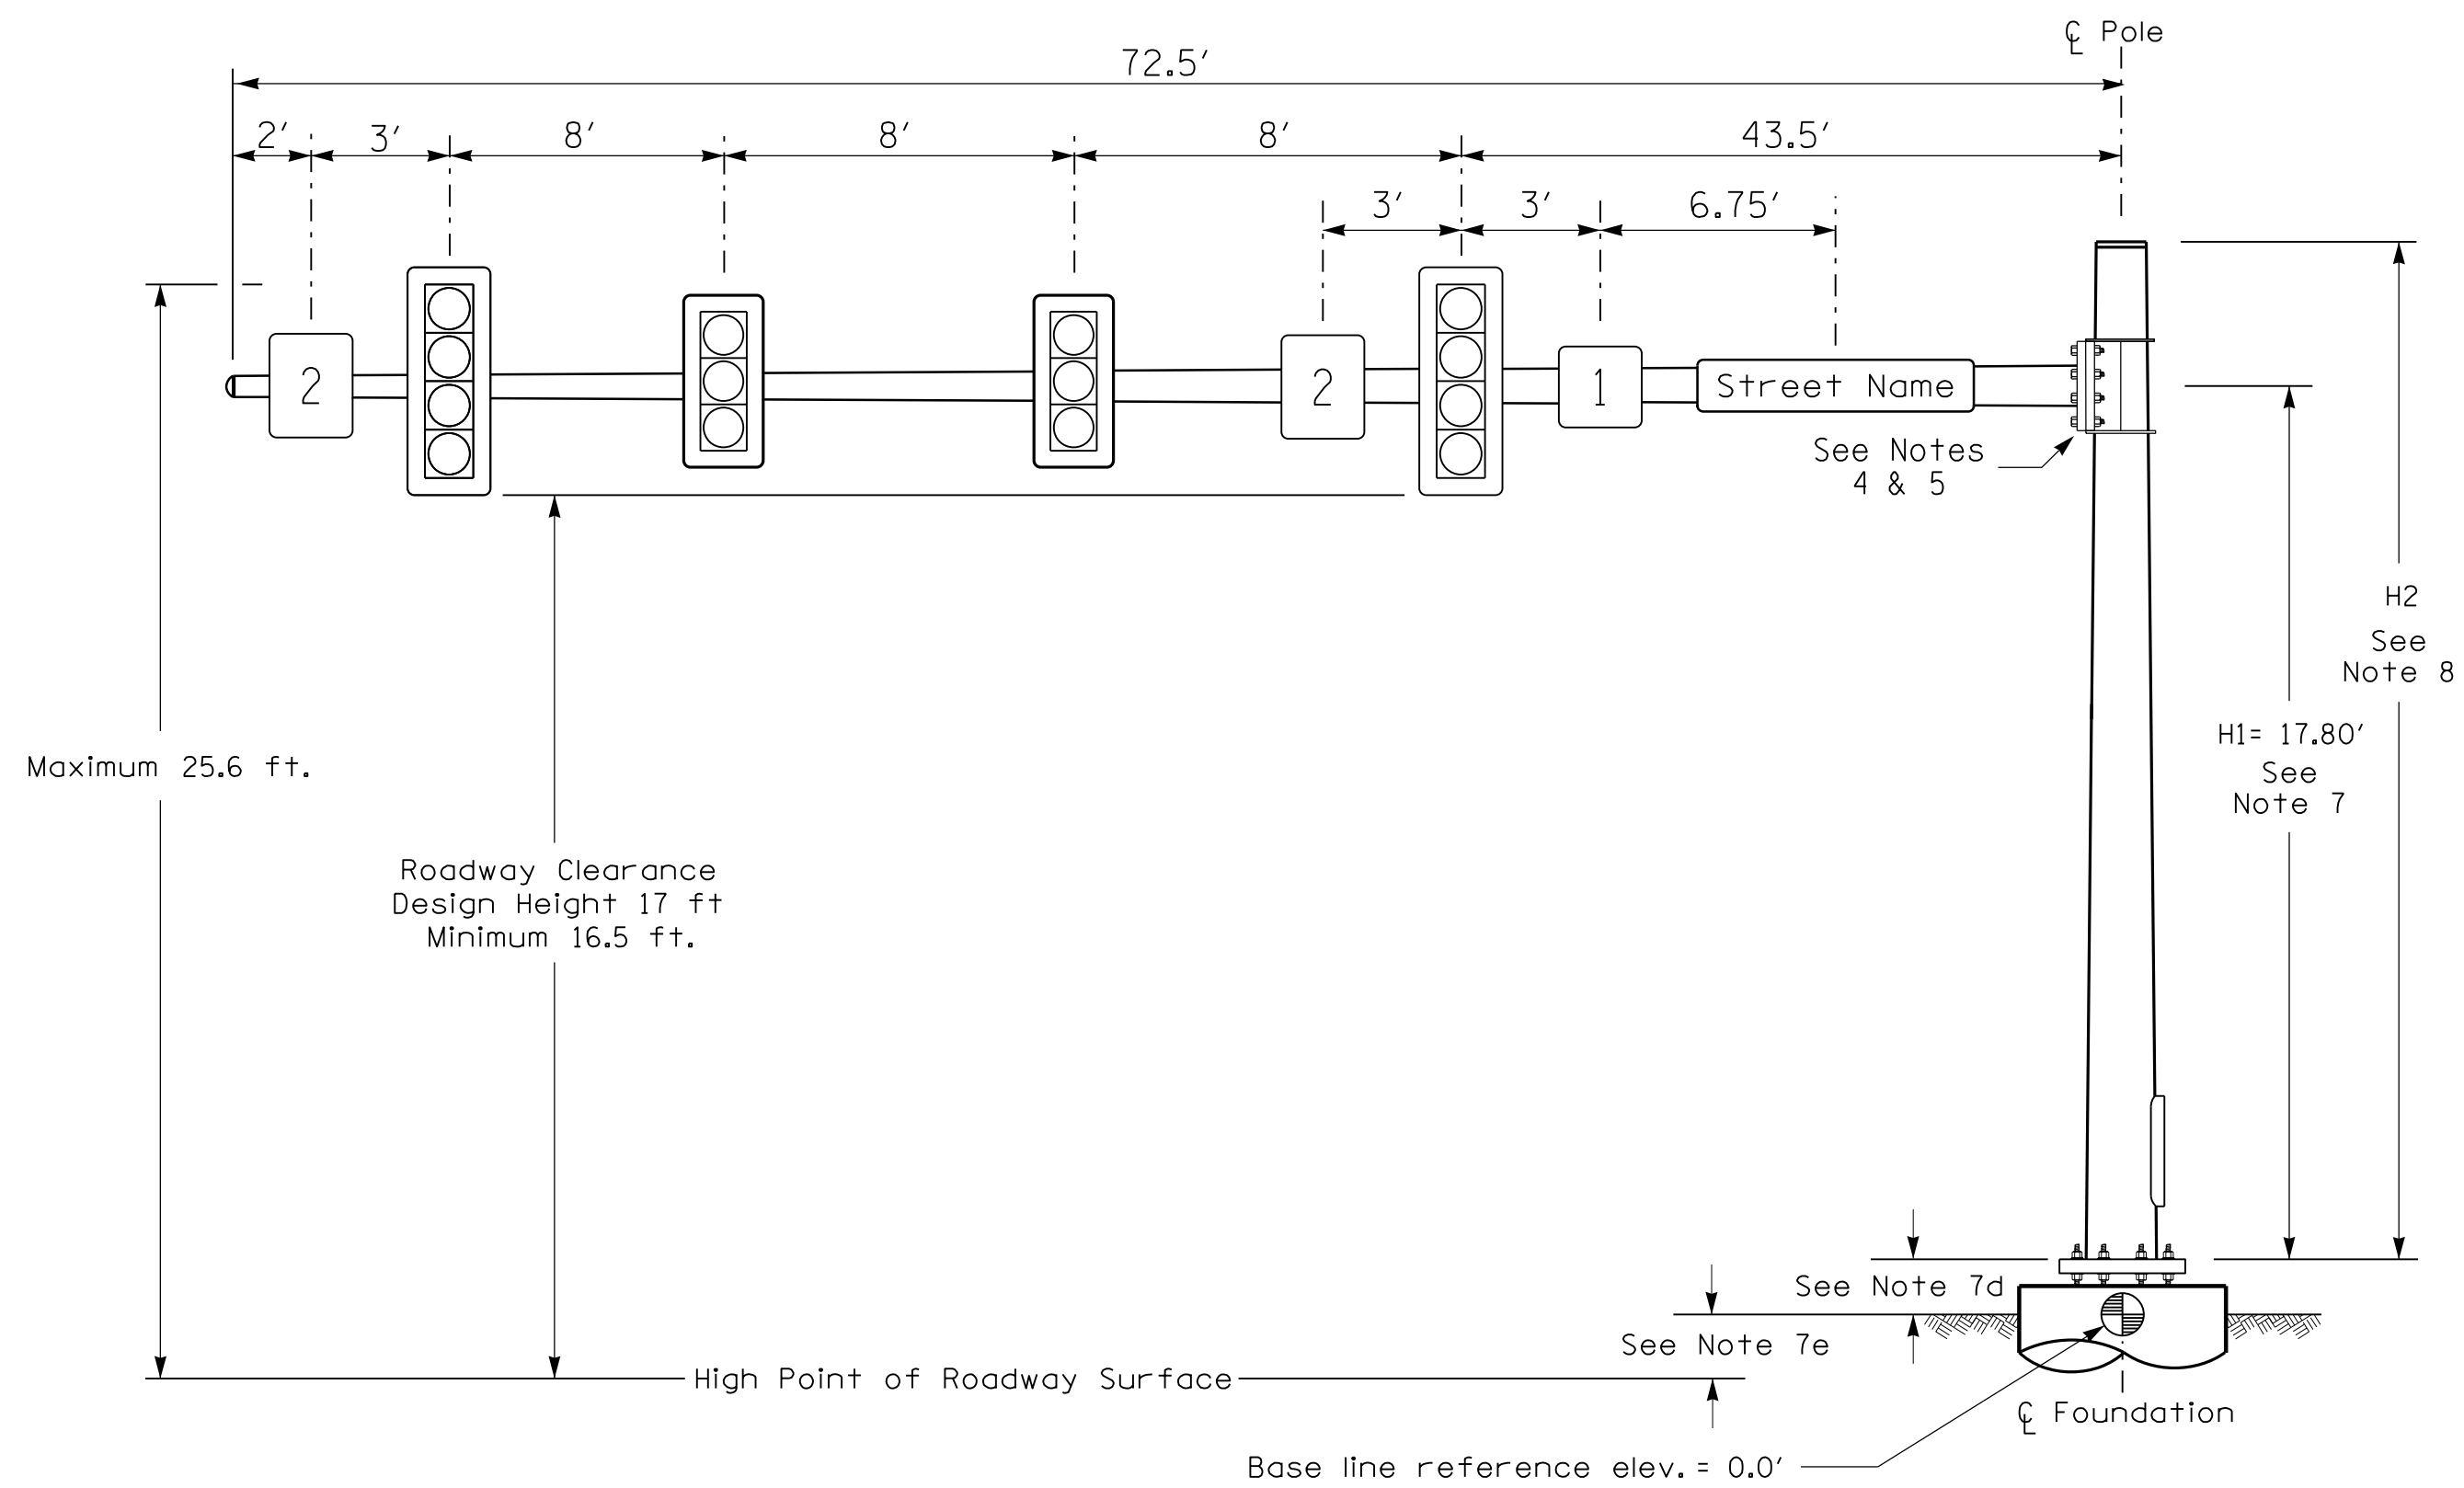 ℄ Pole
72.5'
2' 3' 8' 8' 8' 43.5'
3' 3' 6.75'
2
2
1
Street Name
See Notes
4 & 5
H2
See
Note 8
H1= 17.80'
See
Note 7
Maximum 25.6 ft.
Roadway Clearance
Design Height 17 ft
Minimum 16.5 ft.
See Note 7d
See Note 7e
High Point of Roadway Surface
℄ Foundation
Base line reference elev. = 0.0'